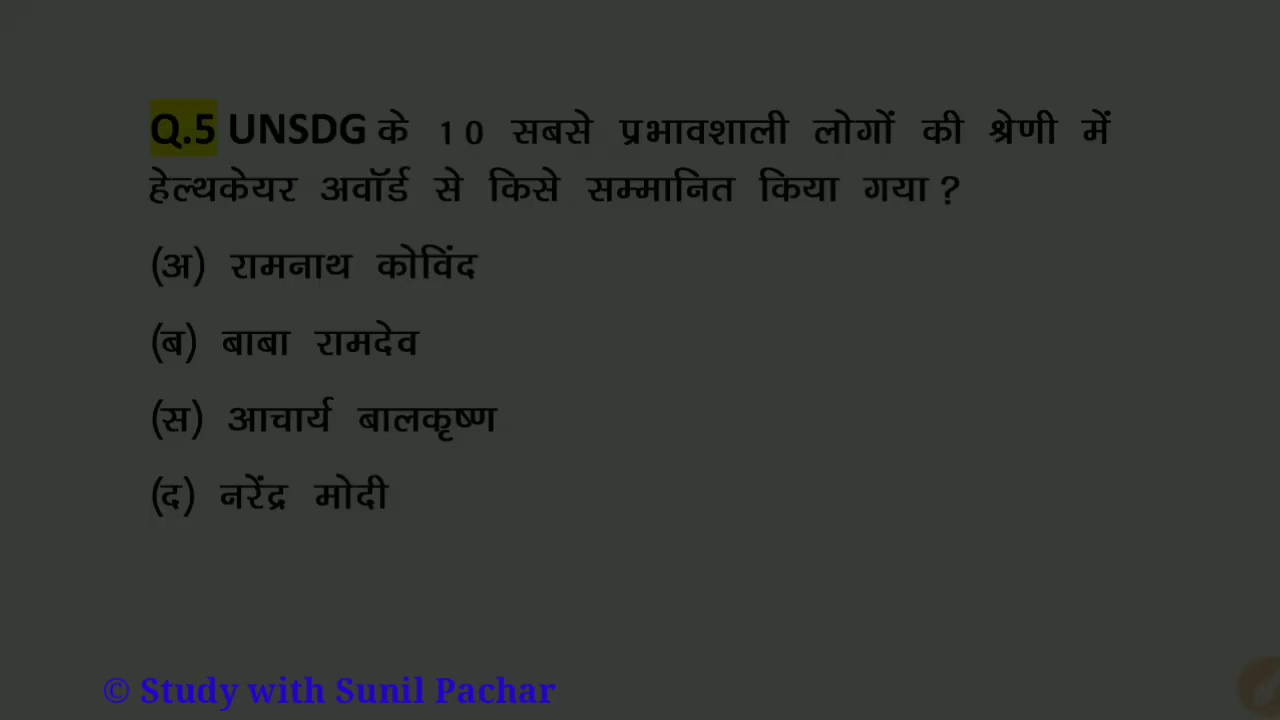 Q.5 UNSDG के 10 सबसे प्रभावशाली लोगों की श्रेणी में
हेल्थकेयर अवॉर्ड से किसे सम्मानित किया गया ?
(अ) रामनाथ कोविंद
(ब) बाबा रामदेव
(स) आचार्य बालकृष्ण
(द) नरेंद्र मोदी
© Study with Sunil Pachar